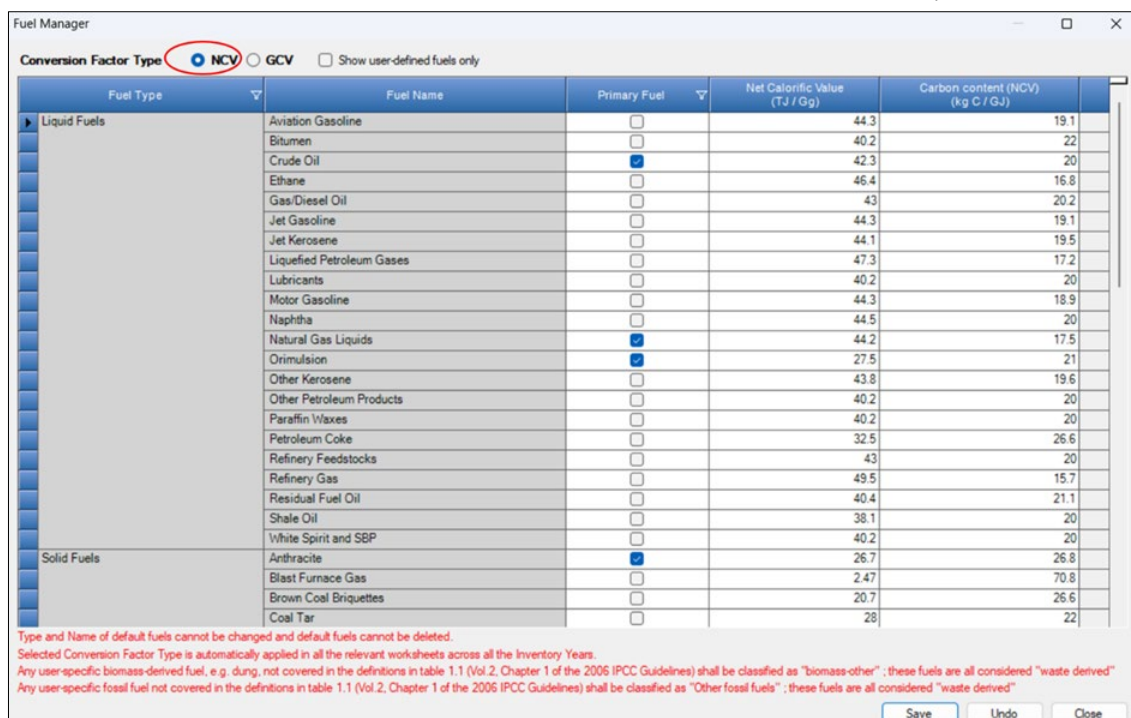 Fuel Manager
Conversion Factor Type NCV GCV Show user-defined fuels only
Fuel Type Fuel Name Primary Fuel Net Calorific Value (TJ / Gg) Carbon content (NCV) (kg C / GJ)
Liquid Fuels Aviation Gasoline 44.3 19.1
Bitumen 40.2 22
Crude Oil 42.3 20
Ethane 46.4 16.8
Gas/Diesel Oil 43 20.2
Jet Gasoline 44.3 19.1
Jet Kerosene 44.1 19.5
Liquefied Petroleum Gases 47.3 17.2
Lubricants 40.2 20
Motor Gasoline 44.3 18.9
Naphtha 44.5 20
Natural Gas Liquids 44.2 17.5
Orimulsion 27.5 21
Other Kerosene 43.8 19.6
Other Petroleum Products 40.2 20
Paraffin Waxes 40.2 20
Petroleum Coke 32.5 26.6
Refinery Feedstocks 43 20
Refinery Gas 49.5 15.7
Residual Fuel Oil 40.4 21.1
Shale Oil 38.1 20
White Spirit and SBP 40.2 20
Solid Fuels Anthracite 26.7 26.8
Blast Furnace Gas 2.47 70.8
Brown Coal Briquettes 20.7 26.6
Coal Tar 28 22
Type and Name of default fuels cannot be changed and default fuels cannot be deleted.
Selected Conversion Factor Type is automatically applied in all the relevant worksheets across all the Inventory Years.
Any user-specific biomass-derived fuel, e.g. dung, not covered in the definitions in table 1.1 (Vol.2, Chapter 1 of the 2006 IPCC Guidelines) shall be classified as "biomass-other" ; these fuels are all considered "waste derived"
Any user-specific fossil fuel not covered in the definitions in table 1.1 (Vol.2, Chapter 1 of the 2006 IPCC Guidelines) shall be classified as "Other fossil fuels" ; these fuels are all considered "waste derived"
Save Undo Close